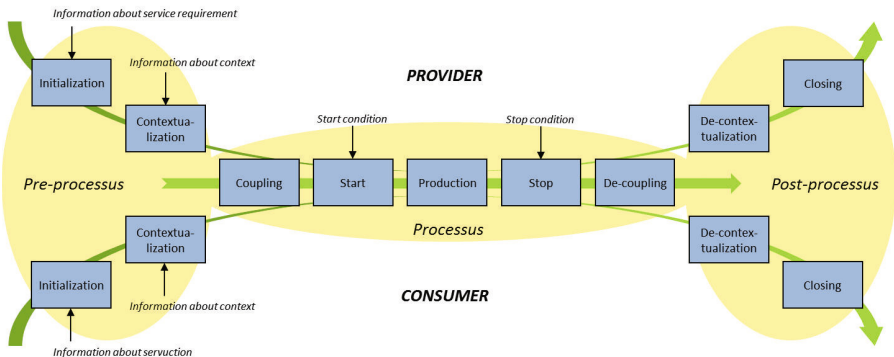 Information about service requirement
Initialization
Information about context
Contextua-
lization
PROVIDER
Start condition
Stop condition
De-contex-
tualization
Closing
Pre-processus
Coupling
Start
Production
Stop
De-coupling
Post-processus
Processus
Contextua-
lization
Initialization
Information about context
CONSUMER
De-contex-
tualization
Closing
Information about servuction